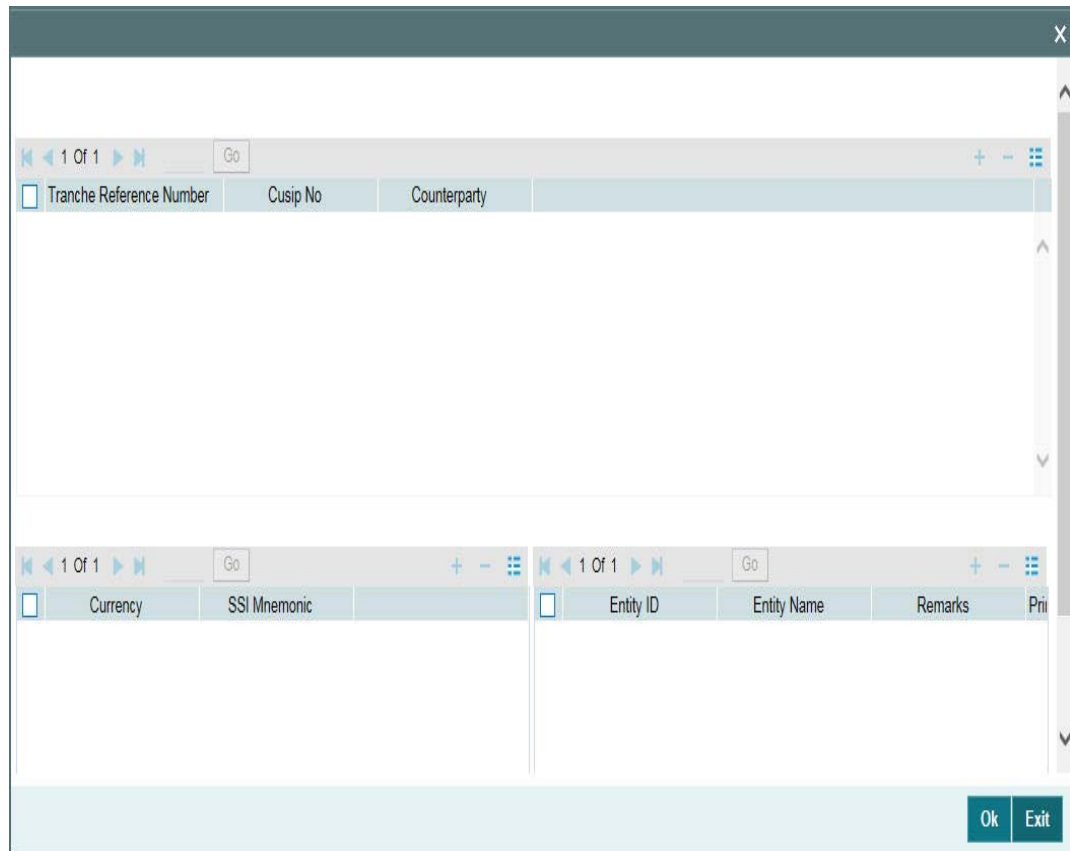 X
1 Of 1 Go + -
Tranche Reference Number Cusip No Counterparty
1 Of 1 Go + - 1 Of 1 Go + -
Currency SSI Mnemonic Entity ID Entity Name Remarks Pri
Ok Exit